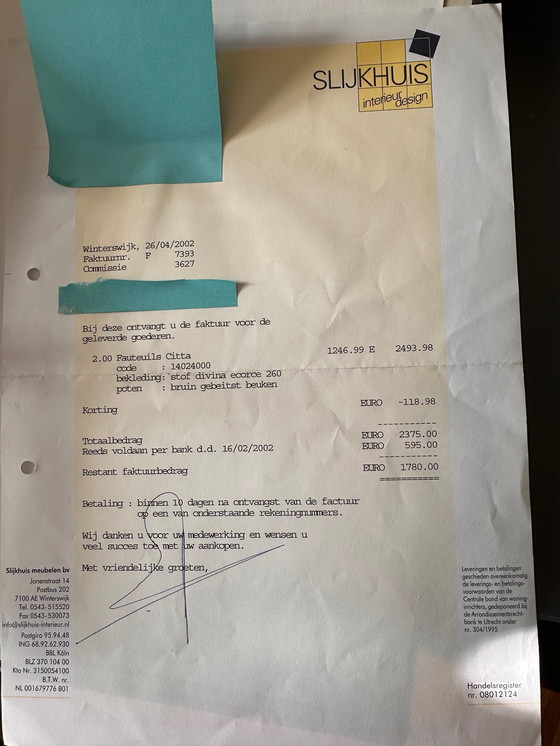 SLIJKHUIS
interieur design
Winterswijk, 26/04/2002
Faktuurnr. F 7393
Commissie 3627
Bij deze ontvangt u de faktuur voor de
geleverde goederen.
2.00 Fauteuils Citta 1246.99 E 2493.98
code : 14024000
bekleding: stof divina ecorce 260
poten : bruin gebeitst beuken
Korting EURO -118.98
------------
Totaalbedrag EURO 2375.00
Reeds voldaan per bank d.d. 16/02/2002 EURO 595.00
------------
Restant faktuurbedrag EURO 1780.00
============
Betaling : binnen 10 dagen na ontvangst van de factuur
op een van onderstaande rekeningnummers.
Wij danken u voor uw medewerking en wensen u
veel succes toe met uw aankopen.
Met vriendelijke groeten,
Slijkhuis meubelen bv
Jonenstraat 14
Postbus 202
7100 AE Winterswijk
Tel. 0543-515520
Fax 0543-530073
info@slijkhuis-interieur.nl
Postgiro 95.94.48
ING 68.92.62.930
BBL Köln
BLZ 370 104 00
Kto Nr. 3150054100
B.T.W. nr.
NL 001679776 B01
Leveringen en betalingen
geschieden overeenkomstig
de leverings- en betalings-
voorwaarden van de
Centrale bond van woning-
inrichters, gedeponeerd bij
de Arrondissementsrecht-
bank te Utrecht onder
nr. 304/1995
Handelsregister
nr. 08012124